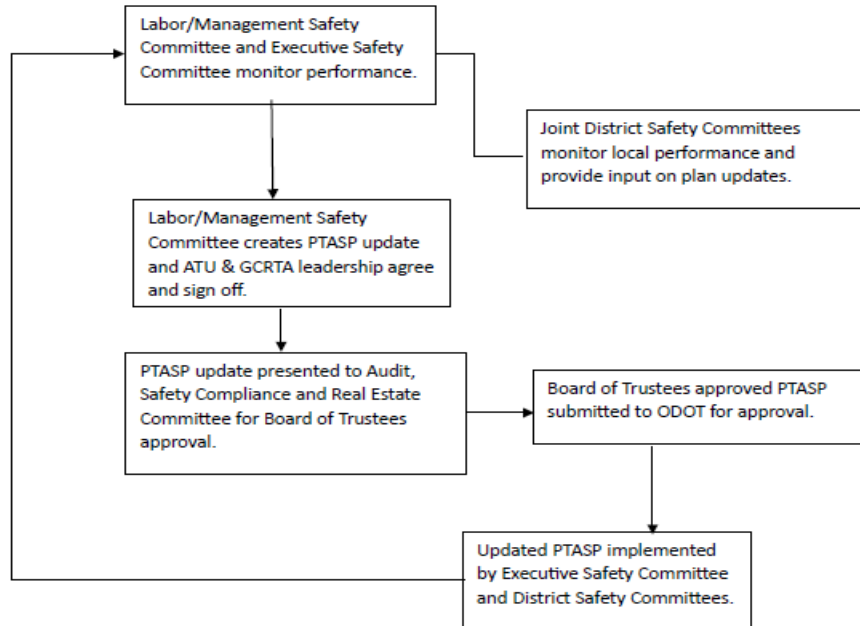 Labor/Management Safety
Committee and Executive Safety
Committee monitor performance.
Joint District Safety Committees
monitor local performance and
provide input on plan updates.
Labor/Management Safety
Committee creates PTASP update
and ATU & GCRTA leadership agree
and sign off.
PTASP update presented to Audit,
Safety Compliance and Real Estate
Committee for Board of Trustees
approval.
Board of Trustees approved PTASP
submitted to ODOT for approval.
Updated PTASP implemented
by Executive Safety Committee
and District Safety Committees.